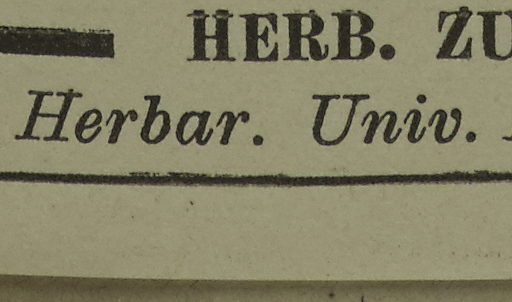 HERB. ZU
Herbar. Univ.